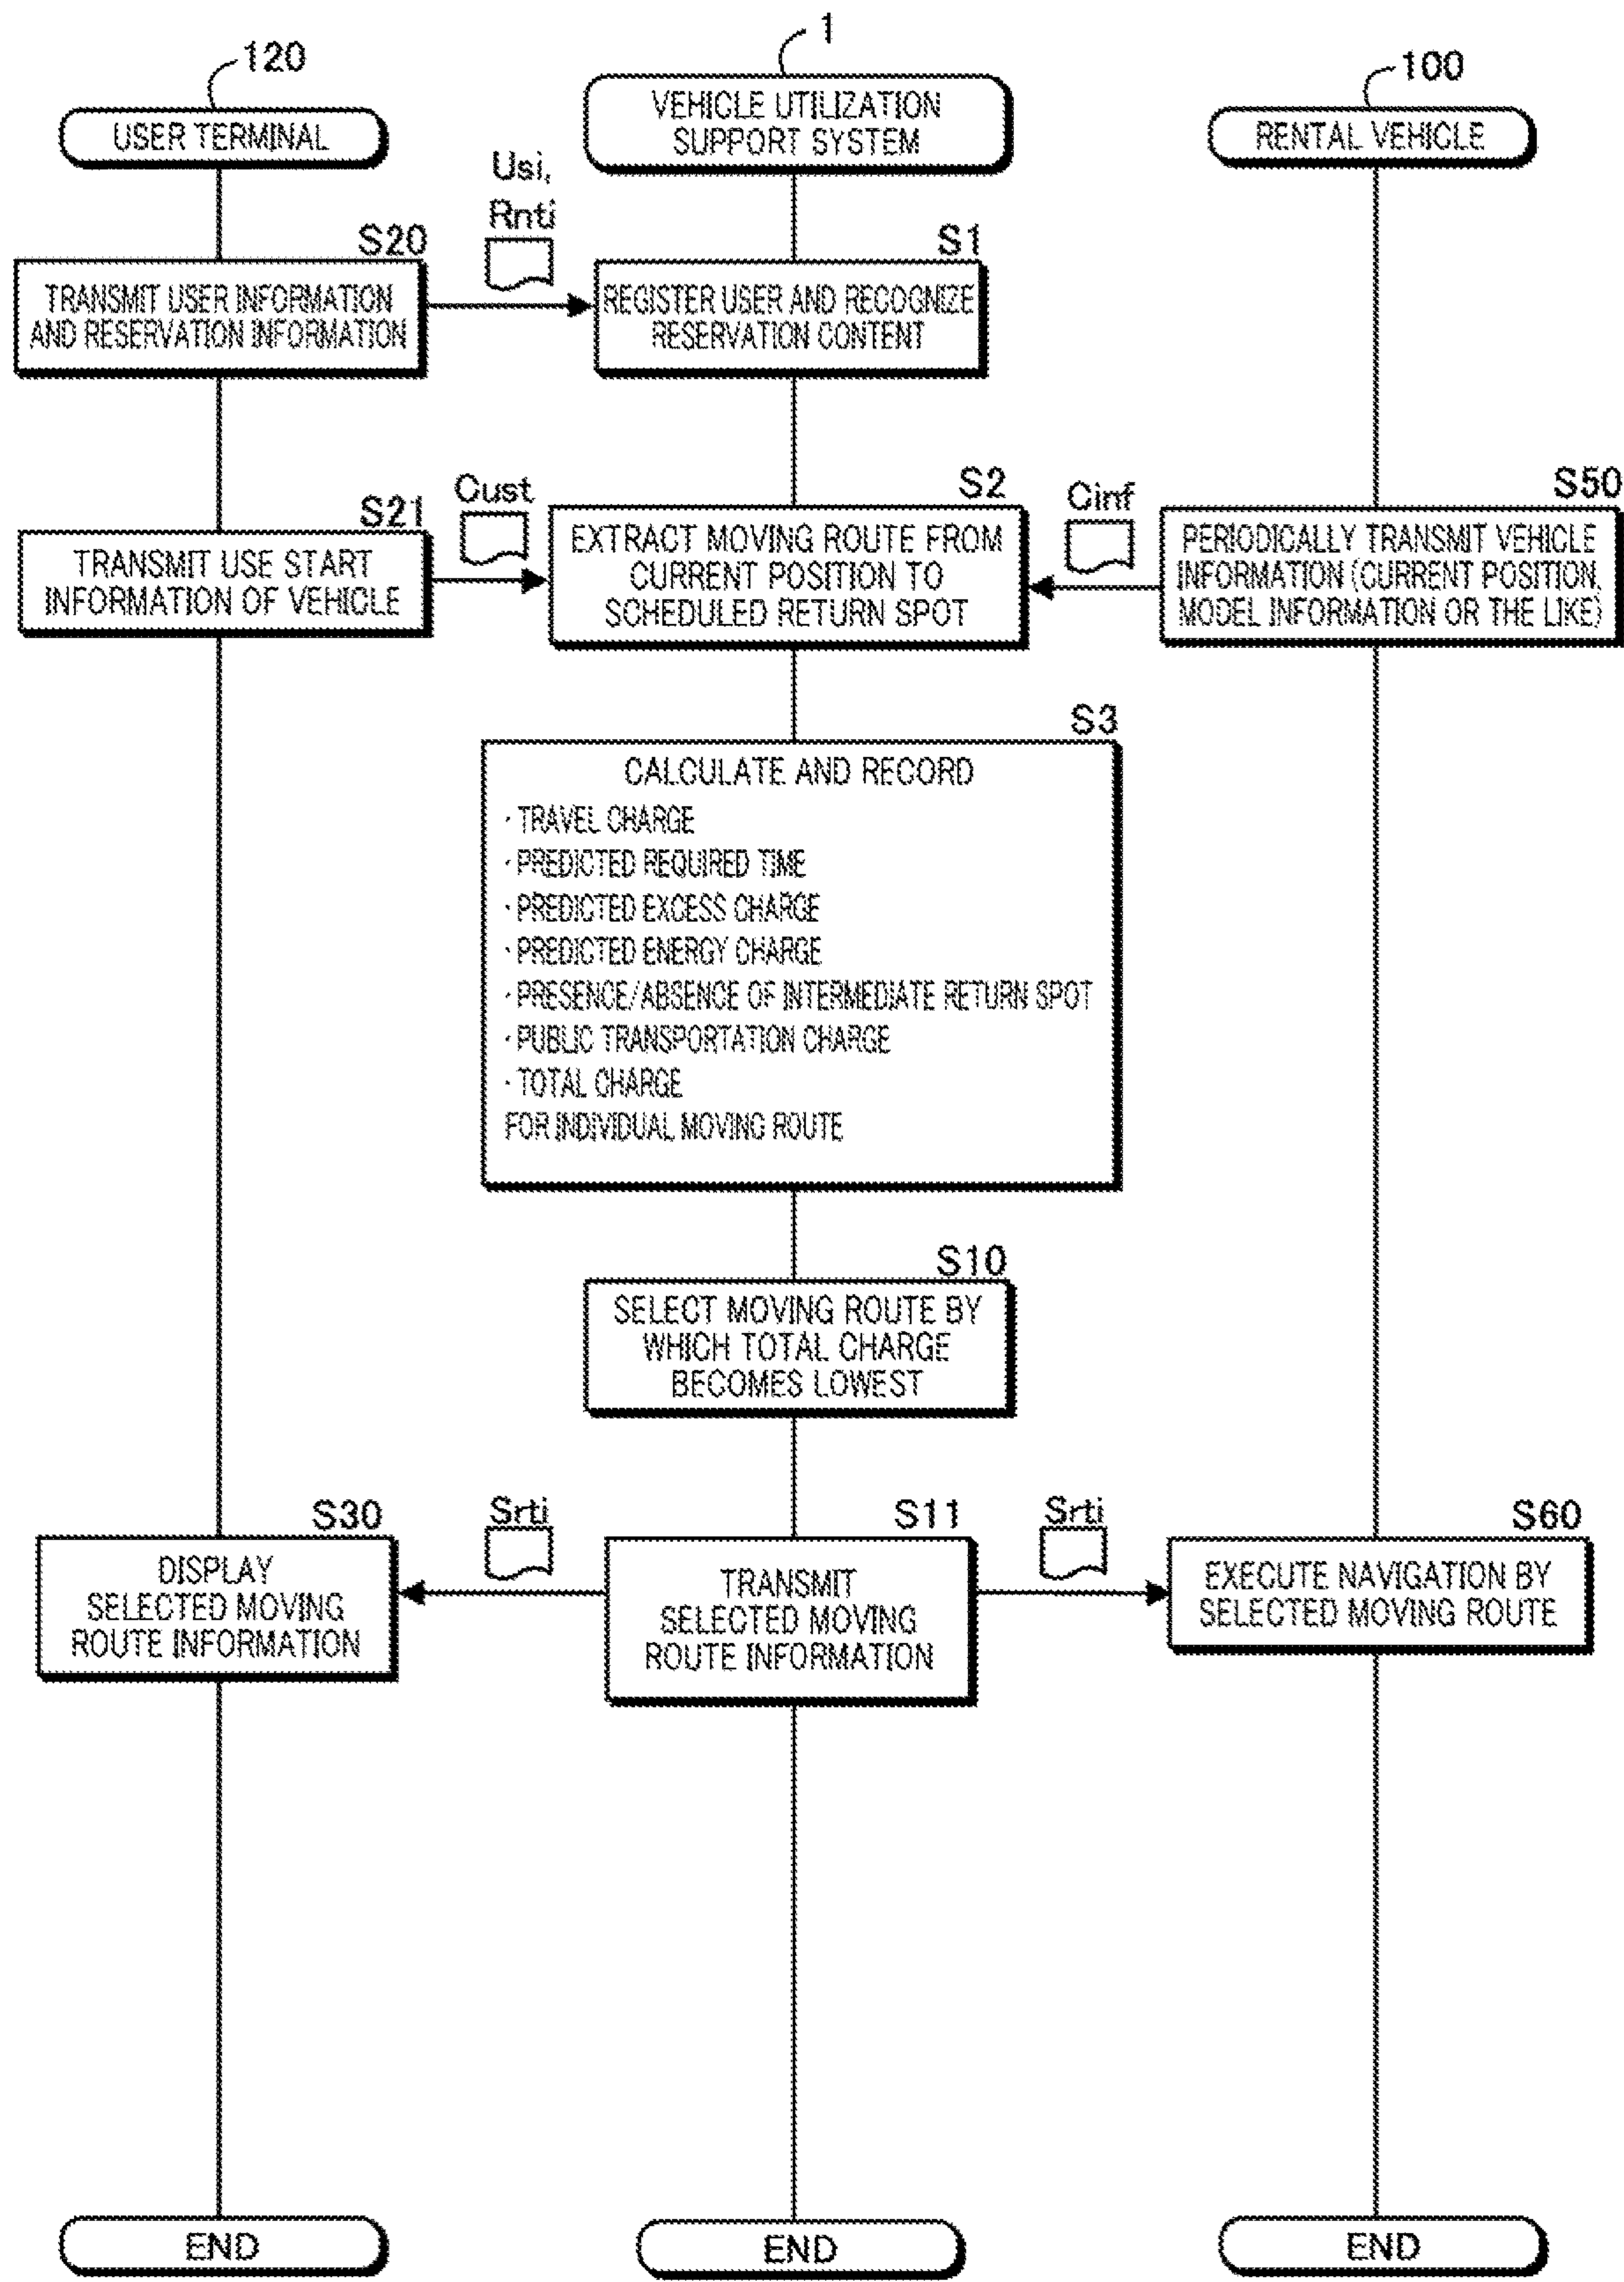 120
USER TERMINAL
1
VEHICLE UTILIZATION
SUPPORT SYSTEM
100
RENTAL VEHICLE
S20
TRANSMIT USER INFORMATION
AND RESERVATION INFORMATION
Usi,
Rnti
S1
REGISTER USER AND RECOGNIZE
RESERVATION CONTENT
S21
TRANSMIT USE START
INFORMATION OF VEHICLE
Cust
S2
EXTRACT MOVING ROUTE FROM
CURRENT POSITION TO
SCHEDULED RETURN SPOT
Cinf
S50
PERIODICALLY TRANSMIT VEHICLE
INFORMATION (CURRENT POSITION,
MODEL INFORMATION OR THE LIKE)
S3
CALCULATE AND RECORD
· TRAVEL CHARGE
· PREDICTED REQUIRED TIME
· PREDICTED EXCESS CHARGE
· PREDICTED ENERGY CHARGE
· PRESENCE/ABSENCE OF INTERMEDIATE RETURN SPOT
· PUBLIC TRANSPORTATION CHARGE
· TOTAL CHARGE
FOR INDIVIDUAL MOVING ROUTE
S10
SELECT MOVING ROUTE BY
WHICH TOTAL CHARGE
BECOMES LOWEST
S30
DISPLAY
SELECTED MOVING
ROUTE INFORMATION
Srti
S11
TRANSMIT
SELECTED MOVING
ROUTE INFORMATION
Srti
S60
EXECUTE NAVIGATION BY
SELECTED MOVING ROUTE
END
END
END